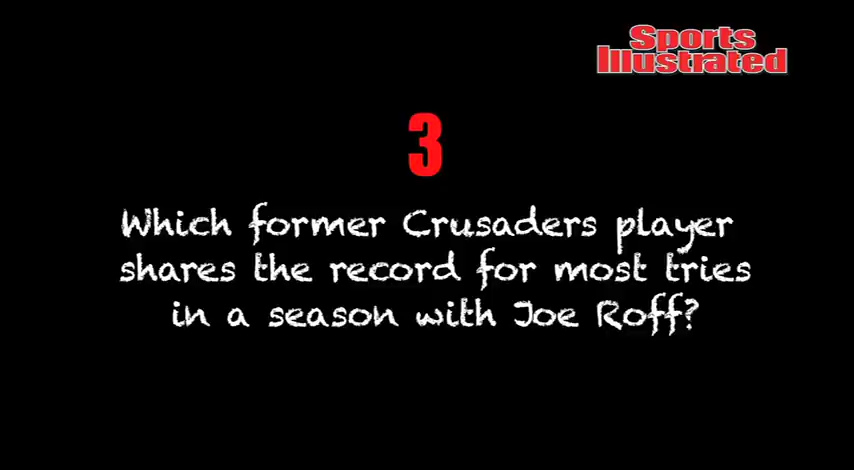 Sports
Illustrated
3
Which former Crusaders player
shares the record for most tries
in a season with Joe Roff?